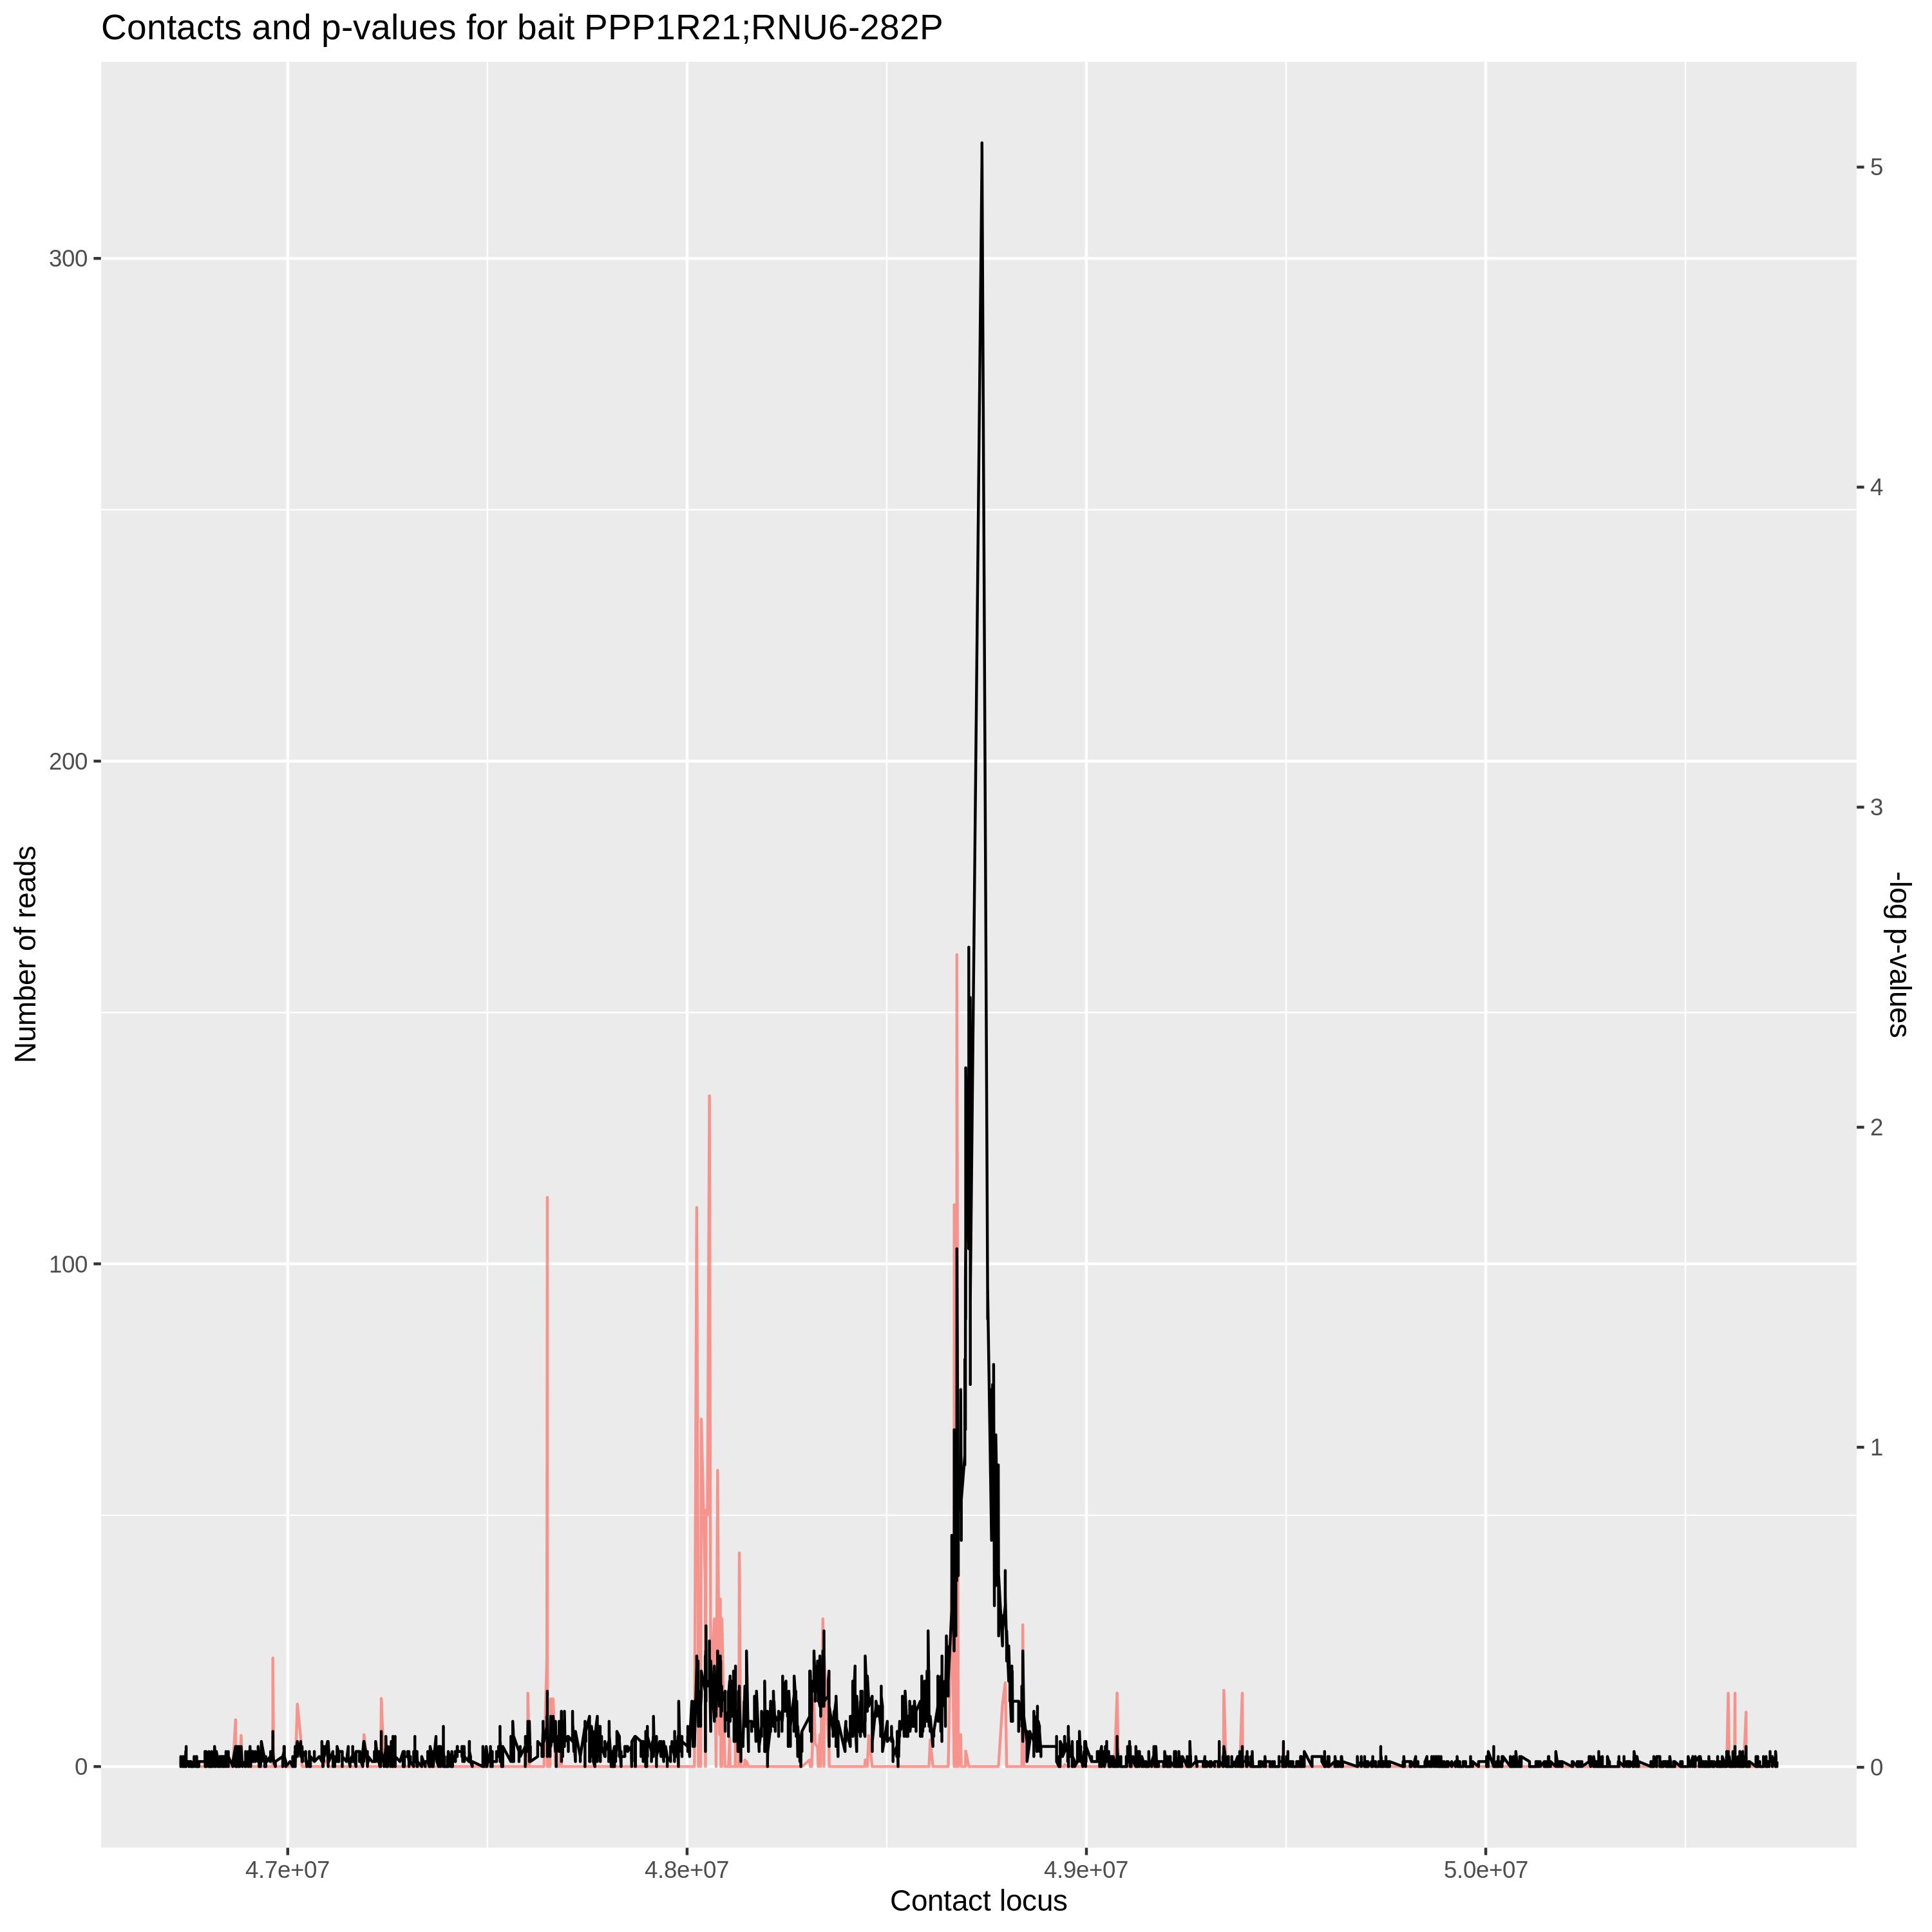 Contacts and p-values for bait PPP1R21;RNU6-282P
Number of reads
300
200
100
0
5
4
3
2
1
0
-log p-values
4.7e+07 4.8e+07 4.9e+07 5.0e+07
Contact locus